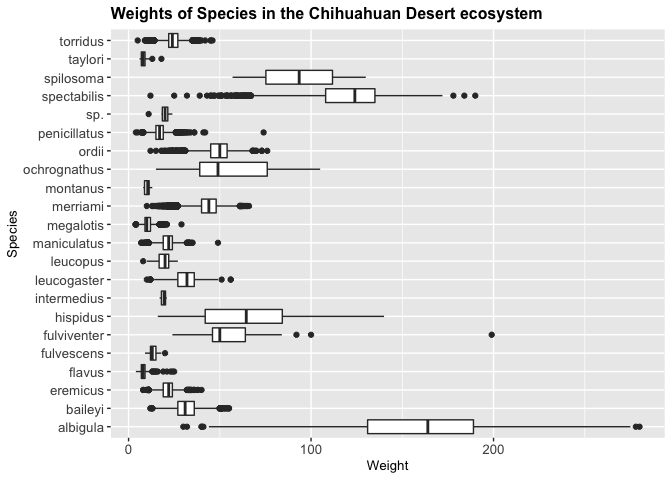 Weights of Species in the Chihuahuan Desert ecosystem
torridus
taylori
spilosoma
spectabilis
sp.
penicillatus
ordii
ochrognathus
montanus
merriami
megalotis
maniculatus
leucopus
leucogaster
intermedius
hispidus
fulviventer
fulvescens
flavus
eremicus
baileyi
albigula
Species
0 100 200
Weight